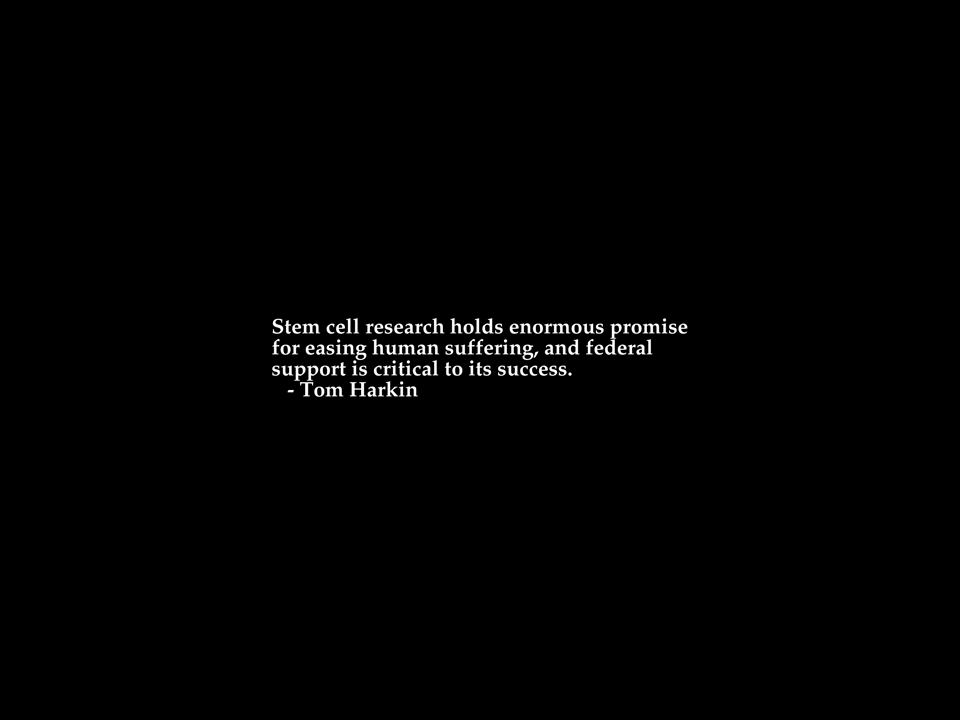 Stem cell research holds enormous promise
for easing human suffering, and federal
support is critical to its success.
- Tom Harkin